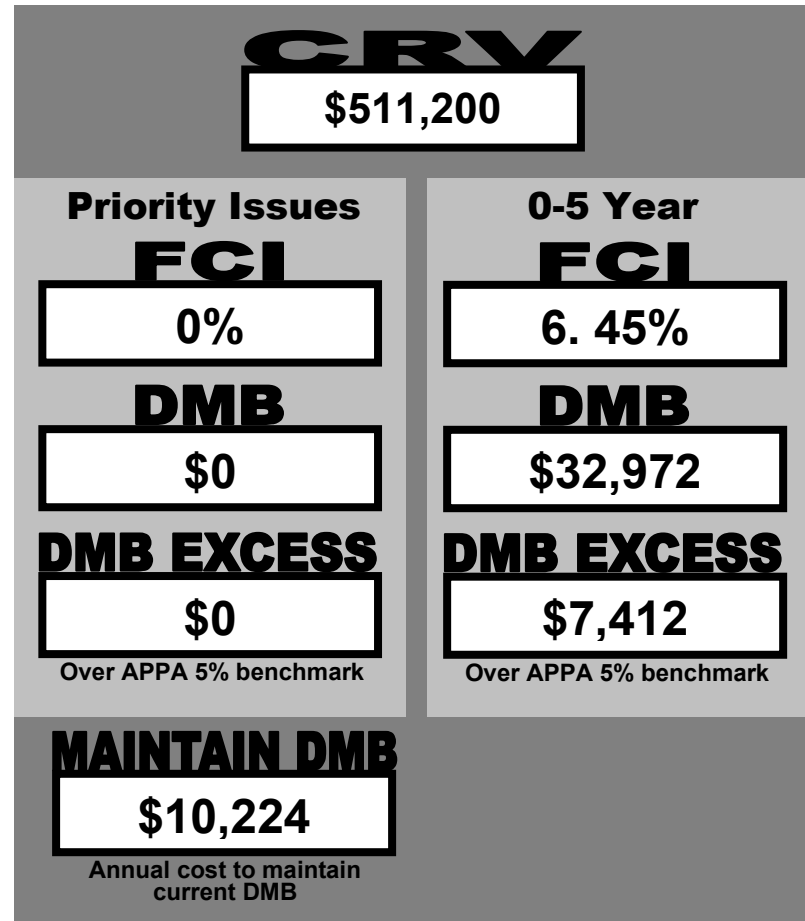 CRV
$511,200
Priority Issues
FCI
0%
DMB
$0
DMB EXCESS
$0
Over APPA 5% benchmark
0-5 Year
FCI
6. 45%
DMB
$32,972
DMB EXCESS
$7,412
Over APPA 5% benchmark
MAINTAIN DMB
$10,224
Annual cost to maintain
current DMB